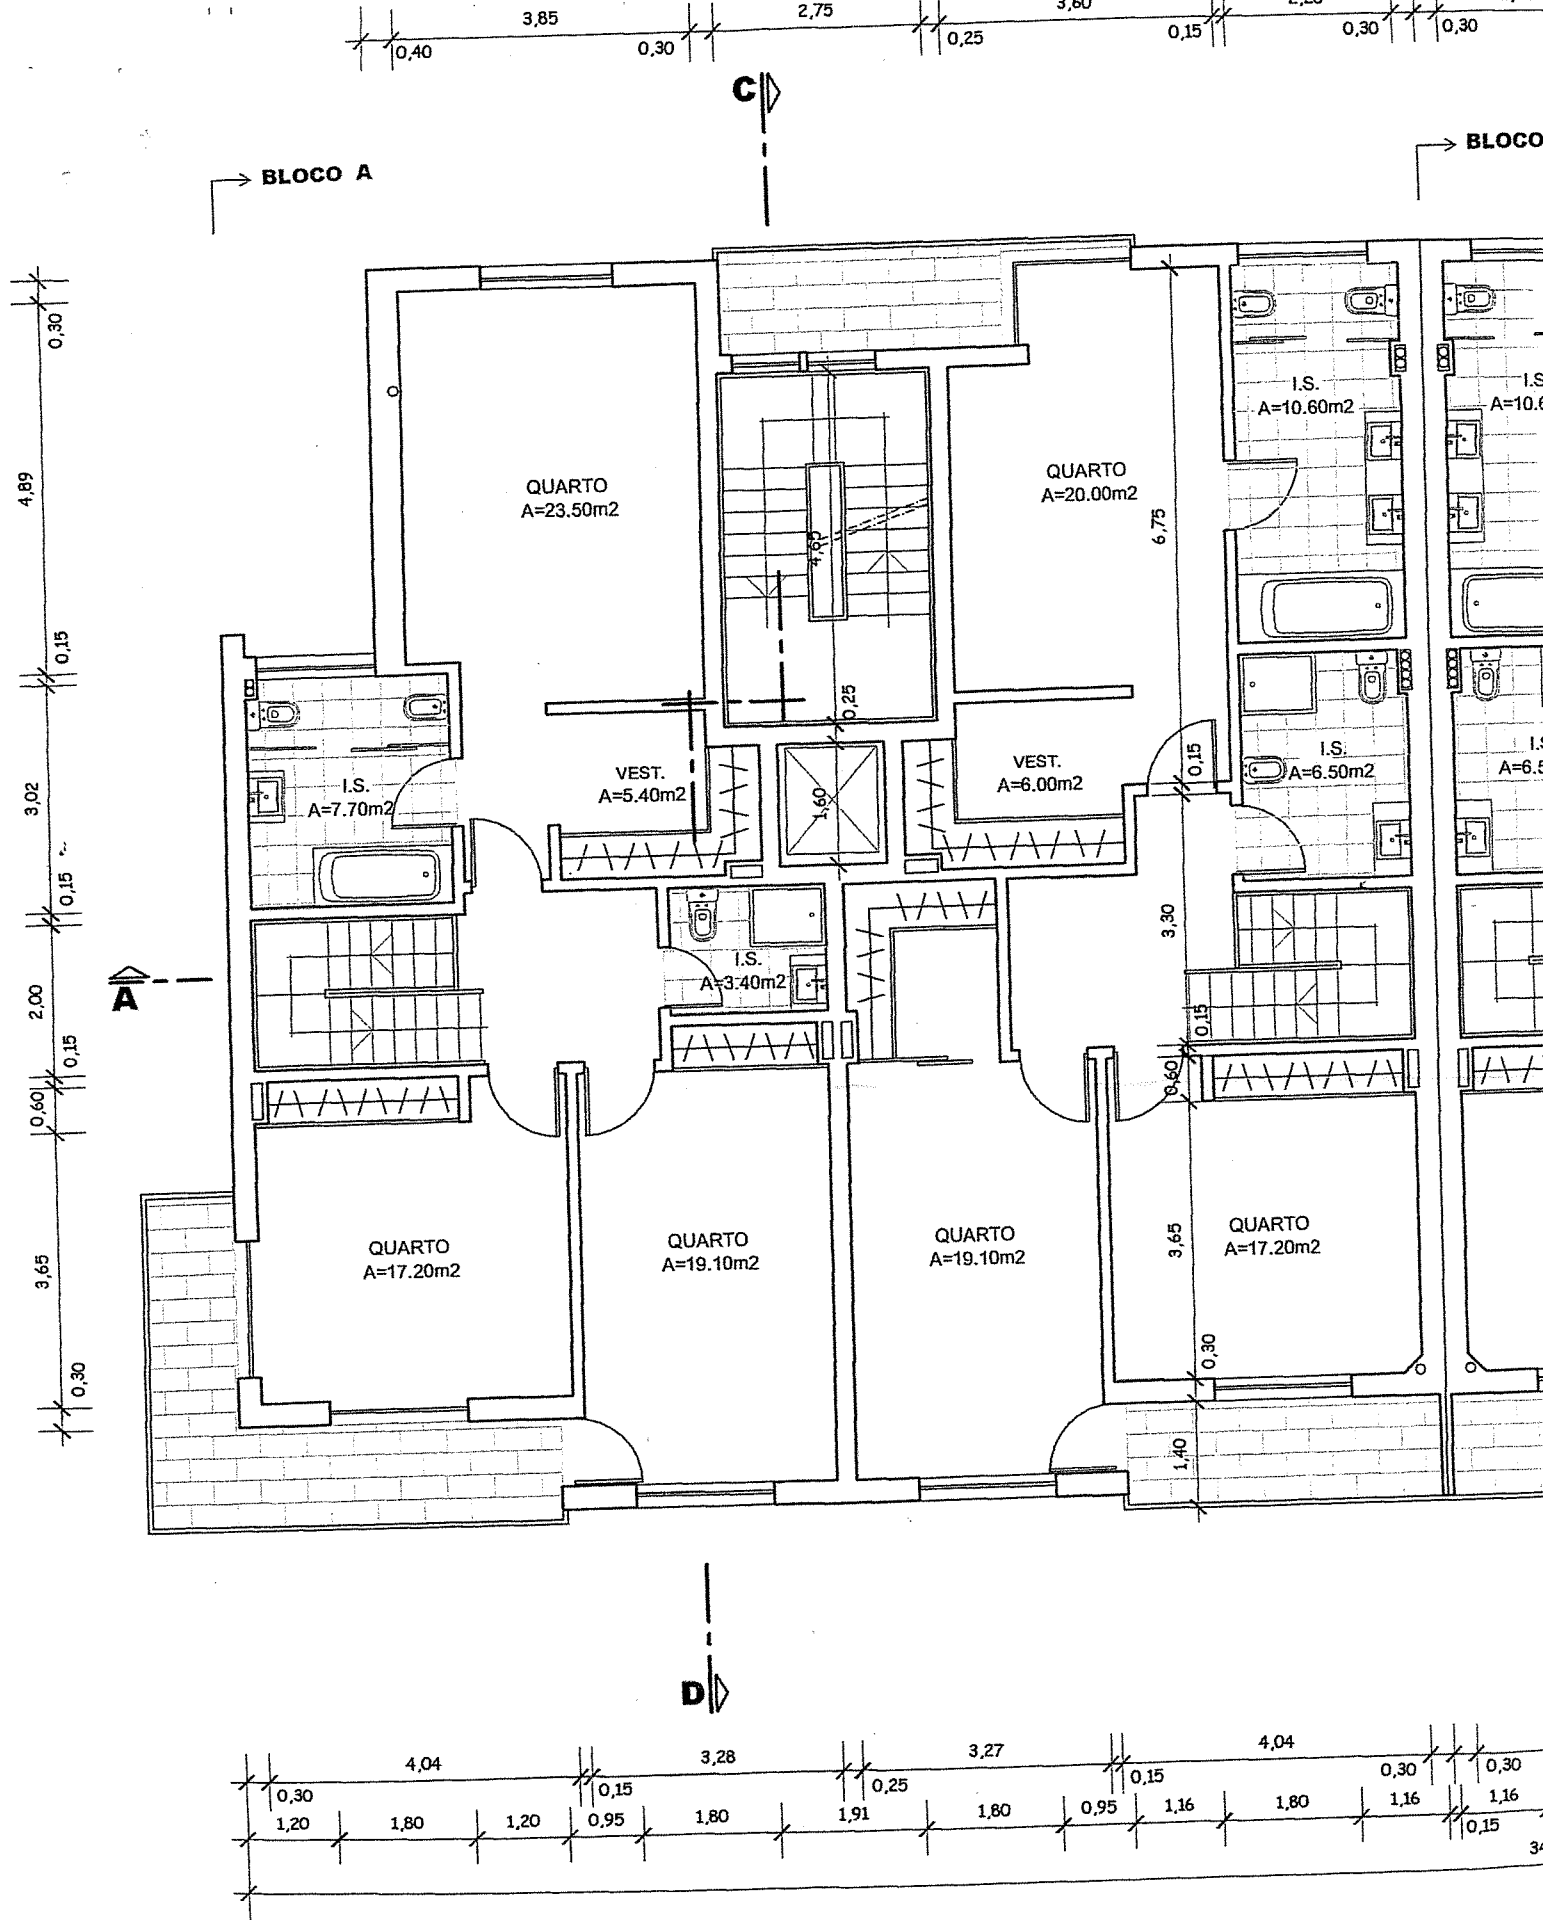 3,85
2,75
3,60
0,40
0,30
0,25
0,15
0,30
0,30
C
BLOCO A
BLOCO
0,30
4,89
0,15
3,02
0,15
2,00
0,15
0,60
3,65
0,30
QUARTO
A=23.50m2
QUARTO
A=20.00m2
I.S.
A=10.60m2
6,75
4,65
0,25
I.S.
A=7.70m2
VEST.
A=5.40m2
1,60
VEST.
A=6.00m2
0,15
I.S.
A=6.50m2
A
I.S.
A=3.40m2
3,30
0,15
0,60
QUARTO
A=17.20m2
QUARTO
A=19.10m2
QUARTO
A=19.10m2
3,65
QUARTO
A=17.20m2
0,30
1,40
D
4,04
3,28
3,27
4,04
0,30
0,15
0,25
0,15
0,30
0,30
1,20
1,80
1,20
0,95
1,80
1,91
1,80
0,95
1,16
1,80
1,16
1,16
0,15